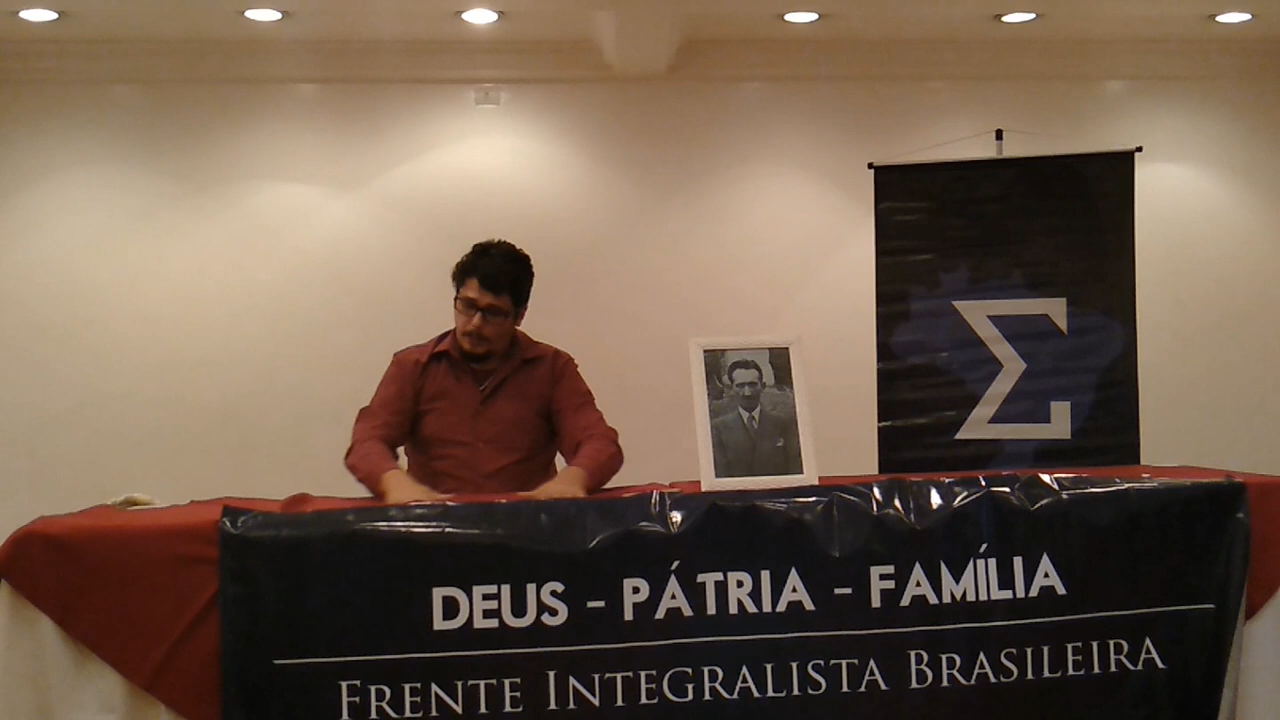 Σ
DEUS - PÁTRIA - FAMÍLIA
FRENTE INTEGRALISTA BRASILEIRA